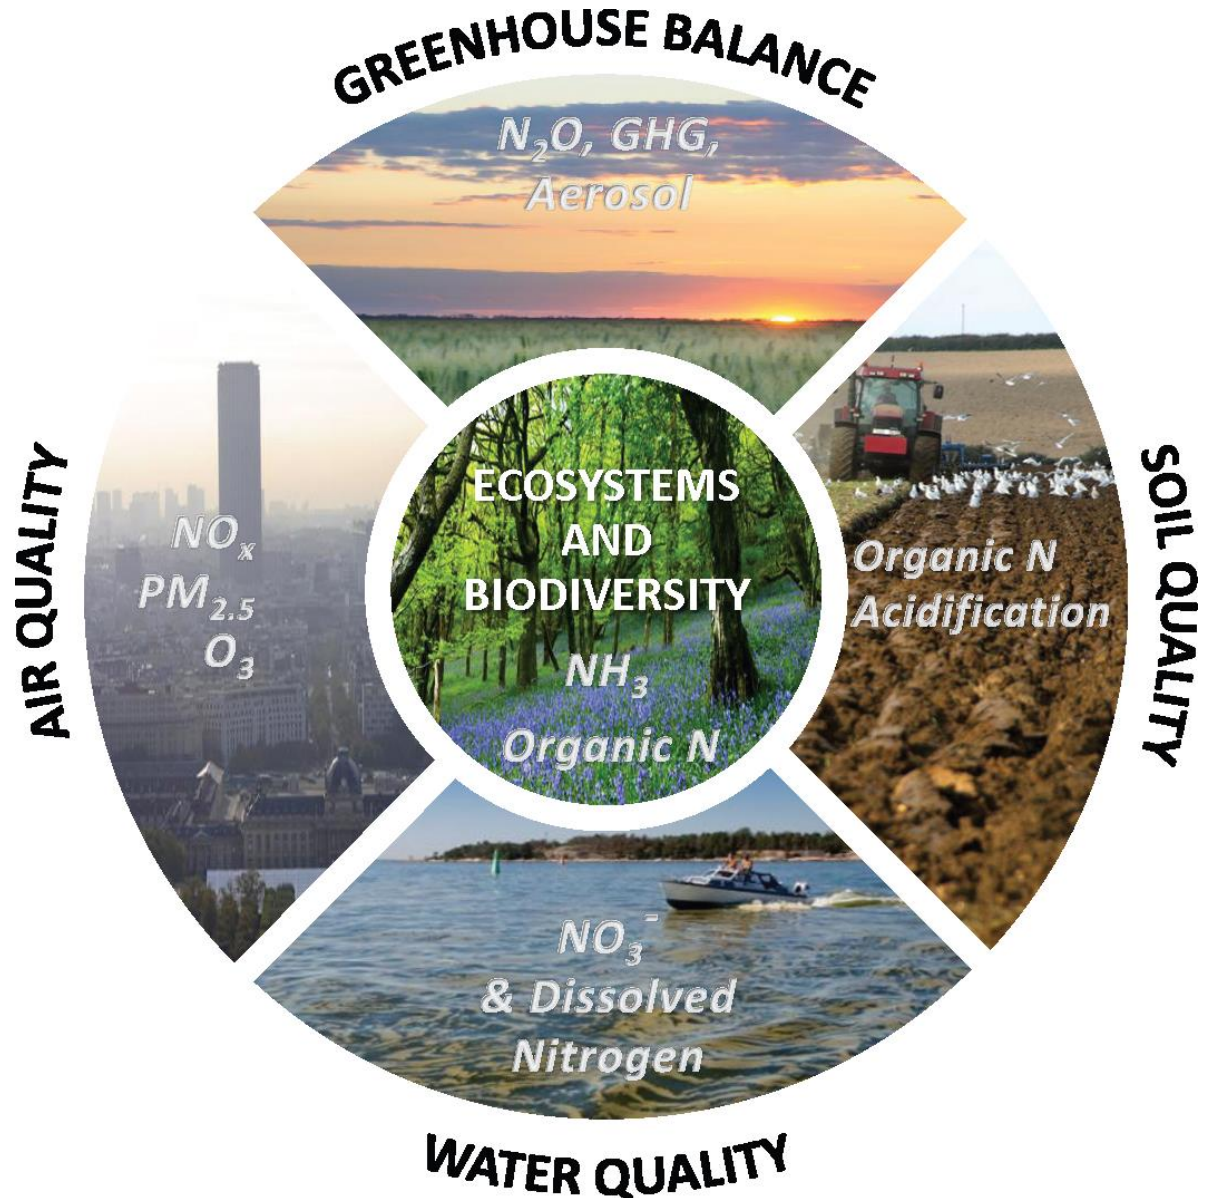 GREENHOUSE BALANCE
N₂O, GHG,
Aerosol
AIR QUALITY
NOₓ
PM₂.₅
O₃
ECOSYSTEMS
AND
BIODIVERSITY
NH₃
Organic N
SOIL QUALITY
Organic N
Acidification
NO₃⁻
& Dissolved
Nitrogen
WATER QUALITY